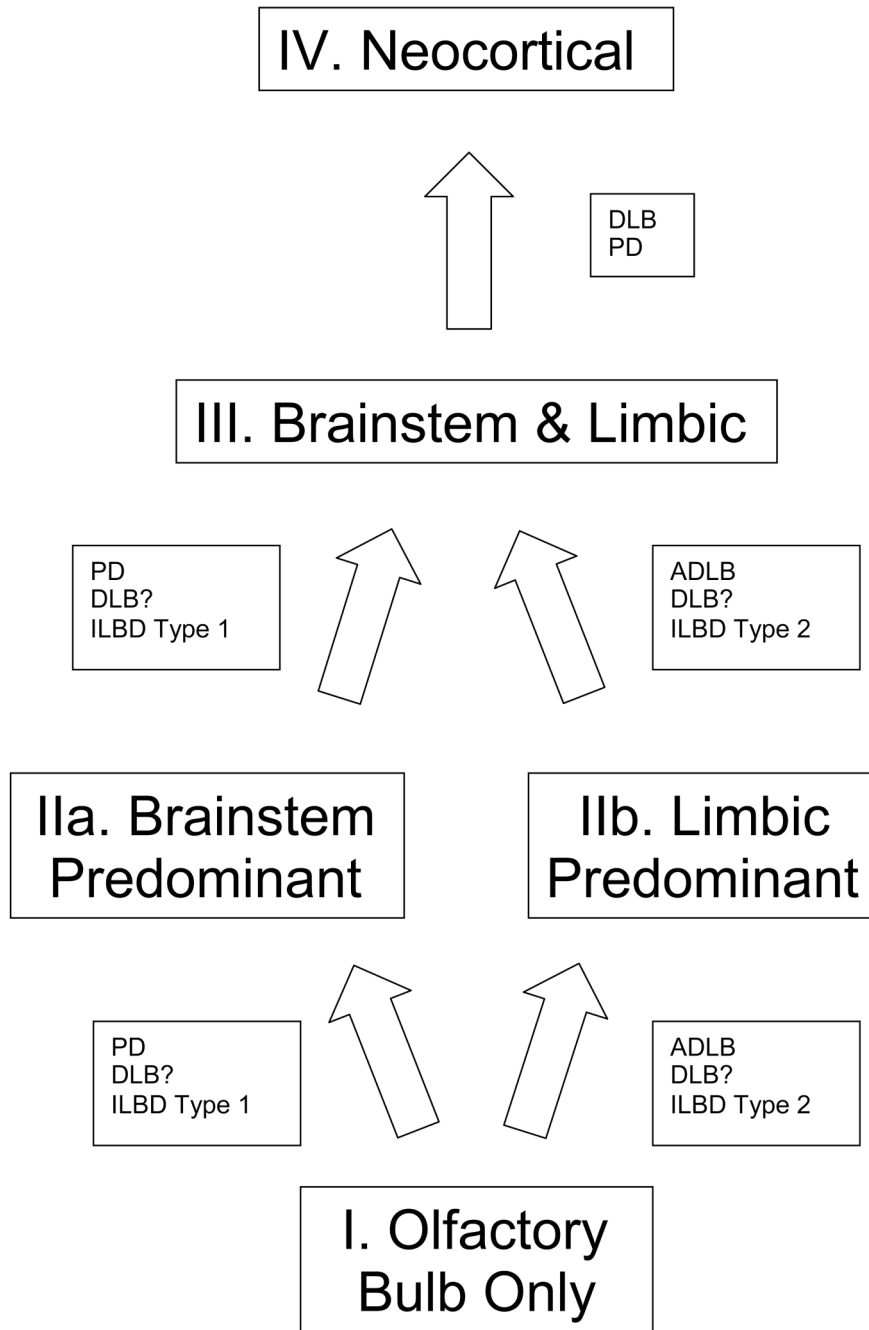 IV. Neocortical
DLB
PD
III. Brainstem & Limbic
PD
DLB?
ILBD Type 1
ADLB
DLB?
ILBD Type 2
IIa. Brainstem
Predominant
IIb. Limbic
Predominant
PD
DLB?
ILBD Type 1
ADLB
DLB?
ILBD Type 2
I. Olfactory
Bulb Only